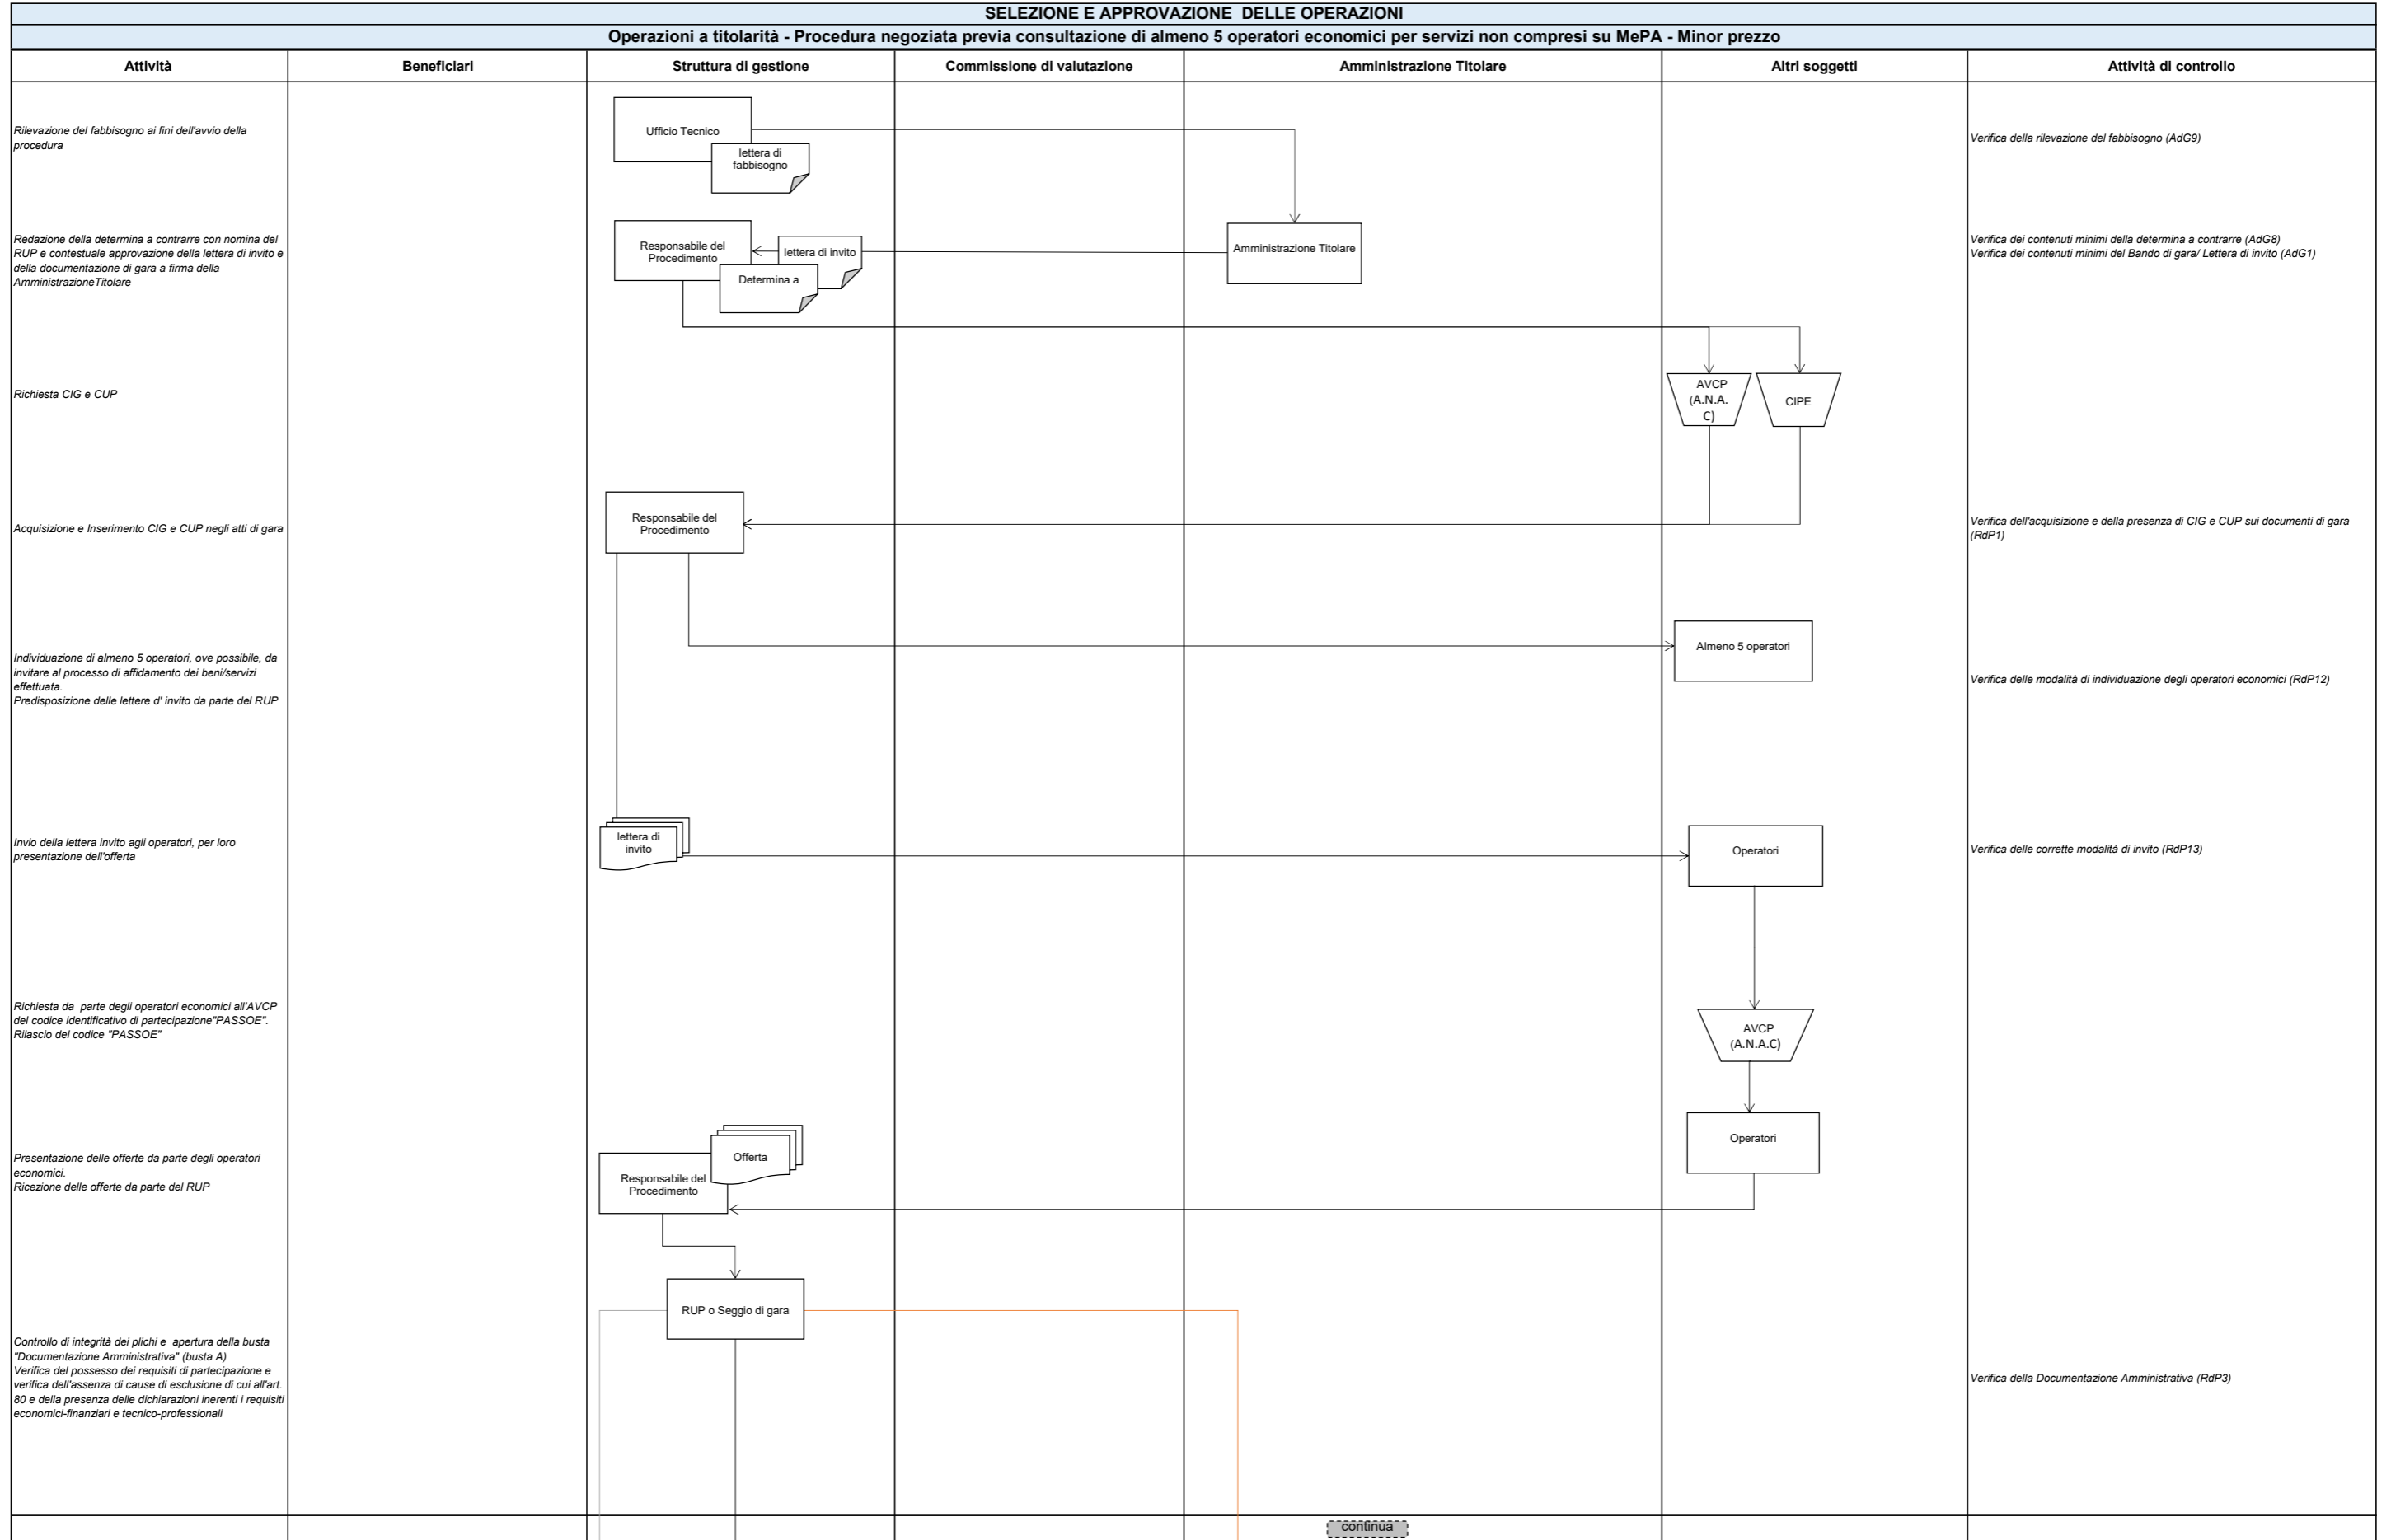 SELEZIONE E APPROVAZIONE  DELLE OPERAZIONI
Operazioni a titolarità - Procedura negoziata previa consultazione di almeno 5 operatori economici per servizi non compresi su MePA - Minor prezzo
Attività
Beneficiari
Struttura di gestione
Commissione di valutazione
Amministrazione Titolare
Altri soggetti
Attività di controllo
Rilevazione del fabbisogno ai fini dell'avvio della
procedura
Ufficio Tecnico
lettera di
fabbisogno
Verifica della rilevazione del fabbisogno (AdG9)
Redazione della determina a contrarre con nomina del
RUP e contestuale approvazione della lettera di invito e
della documentazione di gara a firma della
AmministrazioneTitolare
Responsabile del
Procedimento
lettera di invito
Determina a
Amministrazione Titolare
Verifica dei contenuti minimi della determina a contrarre (AdG8)
Verifica dei contenuti minimi del Bando di gara/ Lettera di invito (AdG1)
Richiesta CIG e CUP
AVCP
(A.N.A.
C)
CIPE
Acquisizione e Inserimento CIG e CUP negli atti di gara
Responsabile del
Procedimento
Verifica dell'acquisizione e della presenza di CIG e CUP sui documenti di gara
(RdP1)
Individuazione di almeno 5 operatori, ove possibile, da
invitare al processo di affidamento dei beni/servizi
effettuata.
Predisposizione delle lettere d' invito da parte del RUP
Almeno 5 operatori
Verifica delle modalità di individuazione degli operatori economici (RdP12)
Invio della lettera invito agli operatori, per loro
presentazione dell'offerta
lettera di
invito
Operatori
Verifica delle corrette modalità di invito (RdP13)
Richiesta da  parte degli operatori economici all'AVCP
del codice identificativo di partecipazione"PASSOE".
Rilascio del codice "PASSOE"
AVCP
(A.N.A.C)
Operatori
Presentazione delle offerte da parte degli operatori
economici.
Ricezione delle offerte da parte del RUP
Offerta
Responsabile del
Procedimento
RUP o Seggio di gara
Controllo di integrità dei plichi e  apertura della busta
"Documentazione Amministrativa" (busta A)
Verifica del possesso dei requisiti di partecipazione e
verifica dell'assenza di cause di esclusione di cui all'art.
80 e della presenza delle dichiarazioni inerenti i requisiti
economici-finanziari e tecnico-professionali
Verifica della Documentazione Amministrativa (RdP3)
continua